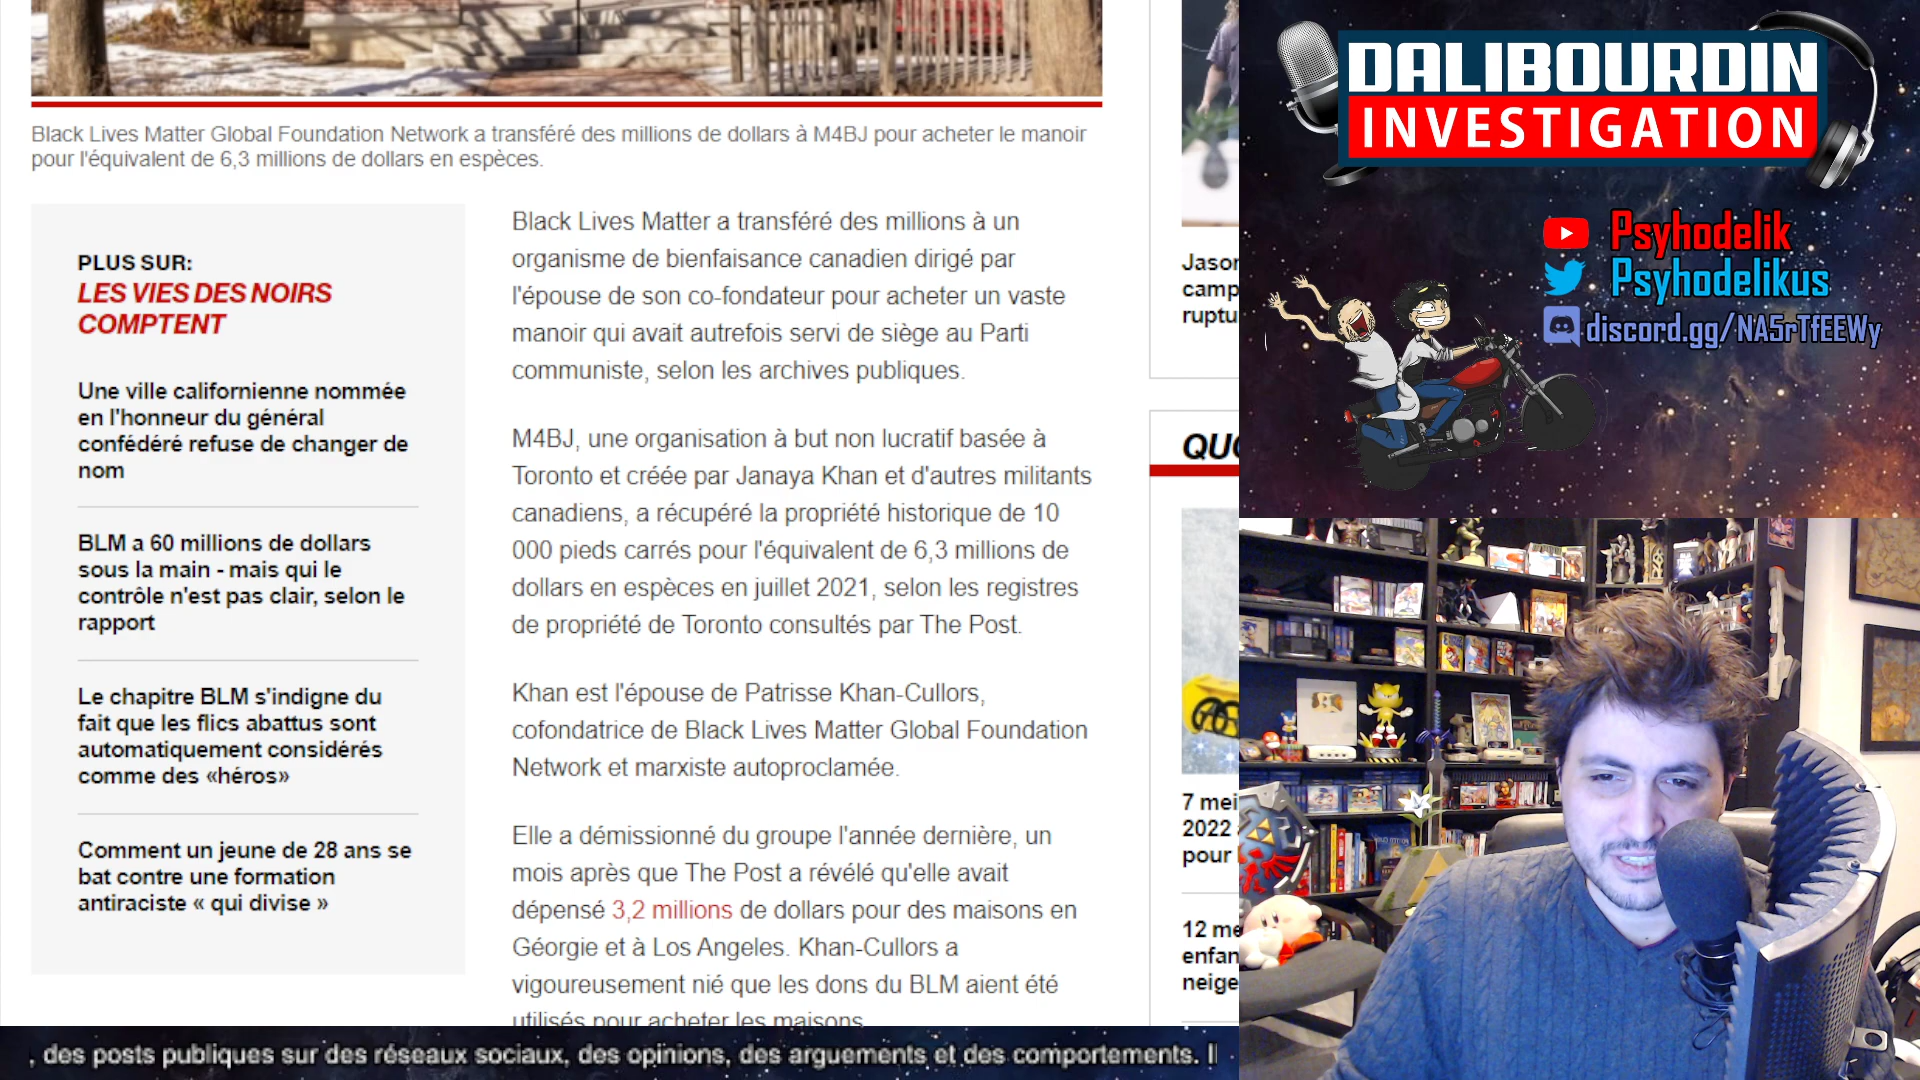 Black Lives Matter Global Foundation Network a transféré des millions de dollars à M4BJ pour acheter le manoir
pour l'équivalent de 6,3 millions de dollars en espèces.
PLUS SUR:
LES VIES DES NOIRS
COMPTENT
Une ville californienne nommée
en l'honneur du général
confédéré refuse de changer de
nom
BLM a 60 millions de dollars
sous la main - mais qui le
contrôle n'est pas clair, selon le
rapport
Le chapitre BLM s'indigne du
fait que les flics abattus sont
automatiquement considérés
comme des «héros»
Comment un jeune de 28 ans se
bat contre une formation
antiraciste « qui divise »
Black Lives Matter a transféré des millions à un
organisme de bienfaisance canadien dirigé par
l'épouse de son co-fondateur pour acheter un vaste
manoir qui avait autrefois servi de siège au Parti
communiste, selon les archives publiques.
M4BJ, une organisation à but non lucratif basée à
Toronto et créée par Janaya Khan et d'autres militants
canadiens, a récupéré la propriété historique de 10
000 pieds carrés pour l'équivalent de 6,3 millions de
dollars en espèces en juillet 2021, selon les registres
de propriété de Toronto consultés par The Post.
Khan est l'épouse de Patrisse Khan-Cullors,
cofondatrice de Black Lives Matter Global Foundation
Network et marxiste autoproclamée.
Elle a démissionné du groupe l'année dernière, un
mois après que The Post a révélé qu'elle avait
dépensé 3,2 millions de dollars pour des maisons en
Géorgie et à Los Angeles. Khan-Cullors a
vigoureusement nié que les dons du BLM aient été
utilisés pour acheter les maisons.
Jason
camp
ruptu
QUO
7 mei
2022
pour
12 me
enfan
neige
DALIBOURDIN
INVESTIGATION
Psyhodelik
Psyhodelikus
discord.gg/NA5rTfEEWy
, des posts publiques sur des réseaux sociaux, des opinions, des arguements et des comportements. I